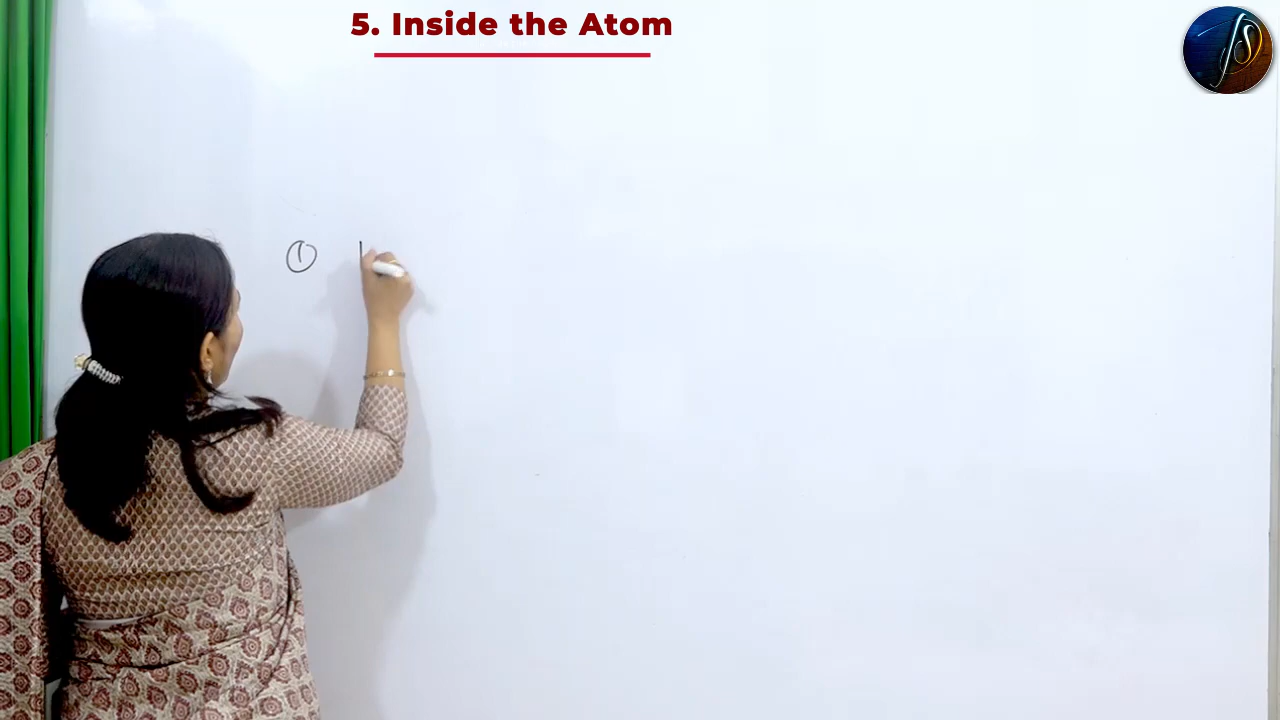 5. Inside the Atom
①